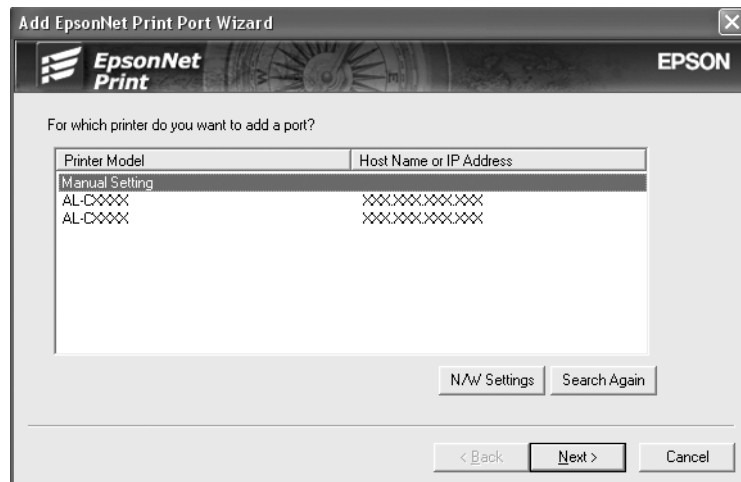 Add EpsonNet Print Port Wizard
EpsonNet
Print
EPSON
For which printer do you want to add a port?
Printer Model Host Name or IP Address
Manual Setting
AL-CXXXX XXX.XXX.XXX.XXX
AL-CXXXX XXX.XXX.XXX.XXX
N/W Settings Search Again
< Back Next > Cancel